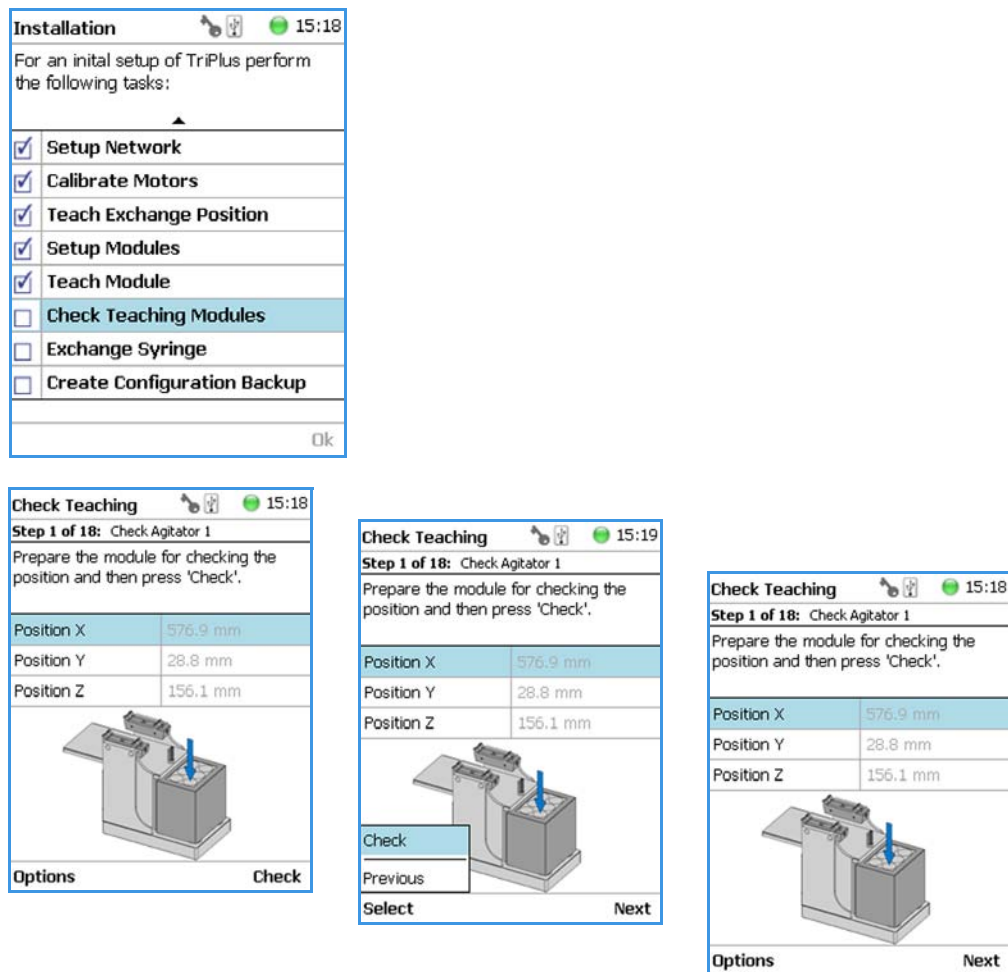 Installation 15:18
For an inital setup of TriPlus perform
the following tasks:
Setup Network
Calibrate Motors
Teach Exchange Position
Setup Modules
Teach Module
Check Teaching Modules
Exchange Syringe
Create Configuration Backup
Ok
Check Teaching 15:18
Step 1 of 18: Check Agitator 1
Prepare the module for checking the
position and then press 'Check'.
Position X 576.9 mm
Position Y 28.8 mm
Position Z 156.1 mm
Options Check
Check Teaching 15:19
Step 1 of 18: Check Agitator 1
Prepare the module for checking the
position and then press 'Check'.
Position X 576.9 mm
Position Y 28.8 mm
Position Z 156.1 mm
Check
Previous
Select Next
Check Teaching 15:18
Step 1 of 18: Check Agitator 1
Prepare the module for checking the
position and then press 'Check'.
Position X 576.9 mm
Position Y 28.8 mm
Position Z 156.1 mm
Options Next